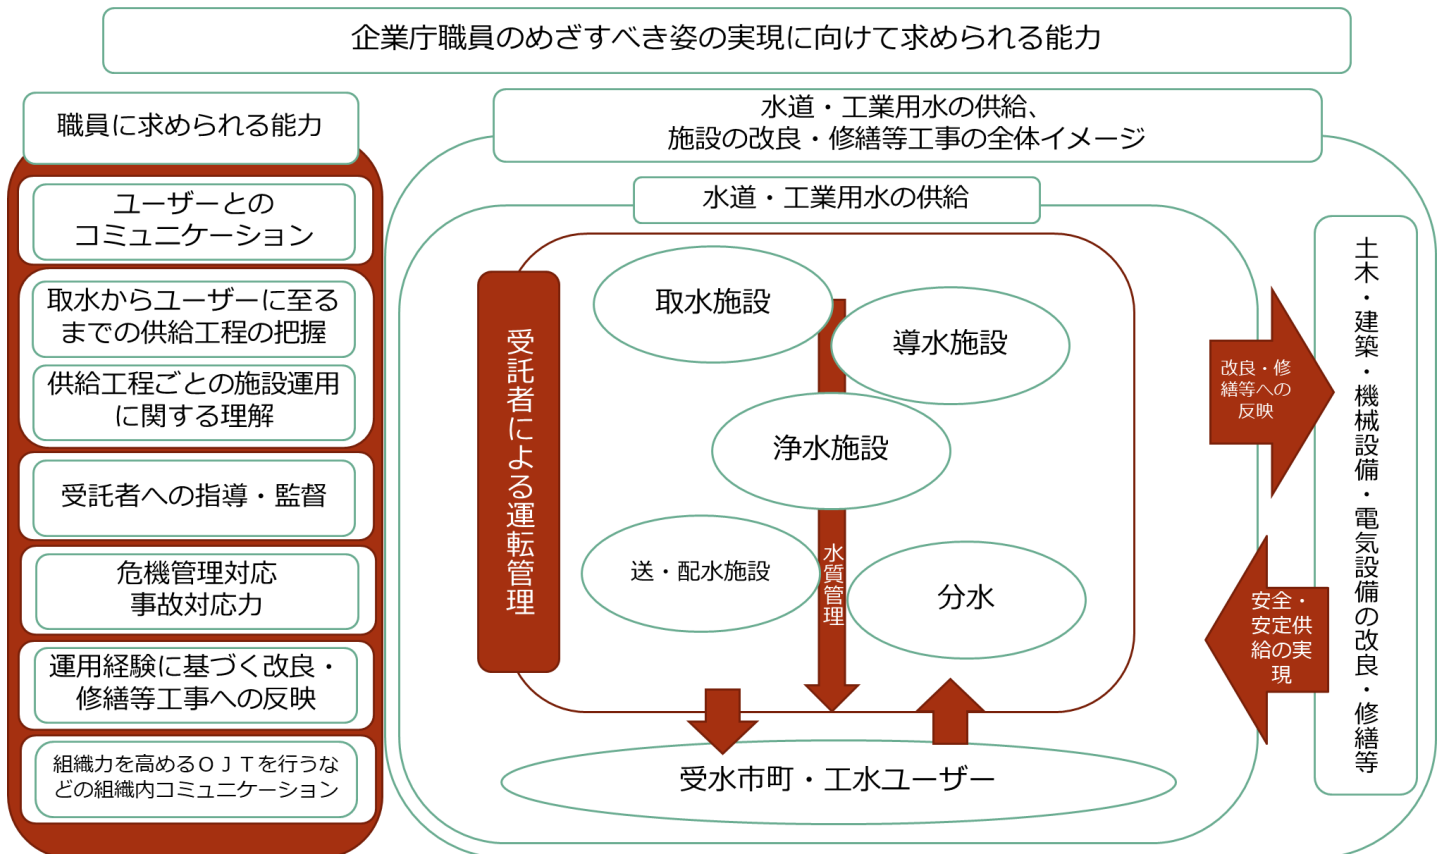 企業庁職員のめざすべき姿の実現に向けて求められる能力
職員に求められる能力
ユーザーとの
コミュニケーション
取水からユーザーに至る
までの供給工程の把握
供給工程ごとの施設運用
に関する理解
受託者への指導・監督
危機管理対応
事故対応力
運用経験に基づく改良・
修繕等工事への反映
組織力を高めるＯＪＴを行うな
どの組織内コミュニケーション
水道・工業用水の供給、
施設の改良・修繕等工事の全体イメージ
水道・工業用水の供給
受託者による運転管理
取水施設
導水施設
浄水施設
送・配水施設
水質管理
分水
受水市町・工水ユーザー
改良・修
繕等への
反映
安全・
安定供
給の実
現
土木・建築・機械設備・電気設備の改良・修繕等